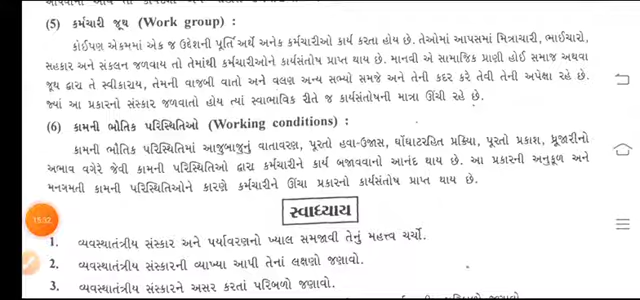 (5) કર્મચારી જૂથ (Work group) :
કોઈપણ એકમમાં એક જ ઉદ્દેશની પૂર્તિ અર્થે અનેક કર્મચારીઓ કાર્ય કરતા હોય છે. તેઓમાં આપસમાં મિત્રાચારી, ભાઈચારો,
સહકાર અને સંકલન જળવાય તો તેમાંથી કર્મચારીઓને કાર્યસંતોષ પ્રાપ્ત થાય છે. માનવી એ સામાજિક પ્રાણી હોઈ સમાજ અથવા
જૂથ દ્વારા તે સ્વીકારાય, તેમની વાજબી વાતો અને વલણ અન્ય સભ્યો સમજે અને તેની કદર કરે તેવી તેની અપેક્ષા રહે છે.
જ્યાં આ પ્રકારનો સંસ્કાર જળવાતો હોય ત્યાં સ્વાભાવિક રીતે જ કાર્યસંતોષની માત્રા ઊંચી રહે છે.
(6) કામની ભૌતિક પરિસ્થિતિઓ (Working conditions) :
કામની ભૌતિક પરિસ્થિતિમાં આજુબાજુનું વાતાવરણ, પૂરતો હવા-ઉજાસ, ઘોંઘાટરહિત પ્રક્રિયા, પૂરતો પ્રકાશ, ધ્રૂજારીનો
અભાવ વગેરે જેવી કામની પરિસ્થિતિઓ દ્વારા કર્મચારીને કાર્ય બજાવવાનો આનંદ થાય છે. આ પ્રકારની અનુકૂળ અને
મનગમતી કામની પરિસ્થિતિઓને કારણે કર્મચારીને ઊંચા પ્રકારનો કાર્યસંતોષ પ્રાપ્ત થાય છે.
સ્વાધ્યાય
15:32
1. વ્યવસ્થાતંત્રીય સંસ્કાર અને પર્યાવરણનો ખ્યાલ સમજાવી તેનું મહત્ત્વ ચર્ચો.
2. વ્યવસ્થાતંત્રીય સંસ્કારની વ્યાખ્યા આપી તેનાં લક્ષણો જણાવો.
3. વ્યવસ્થાતંત્રીય સંસ્કારને અસર કરતાં પરિબળો જણાવો.